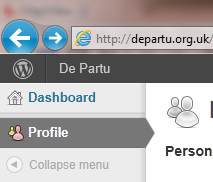 http://departu.org.uk/
De Partu
Dashboard
Profile
Person
Collapse menu